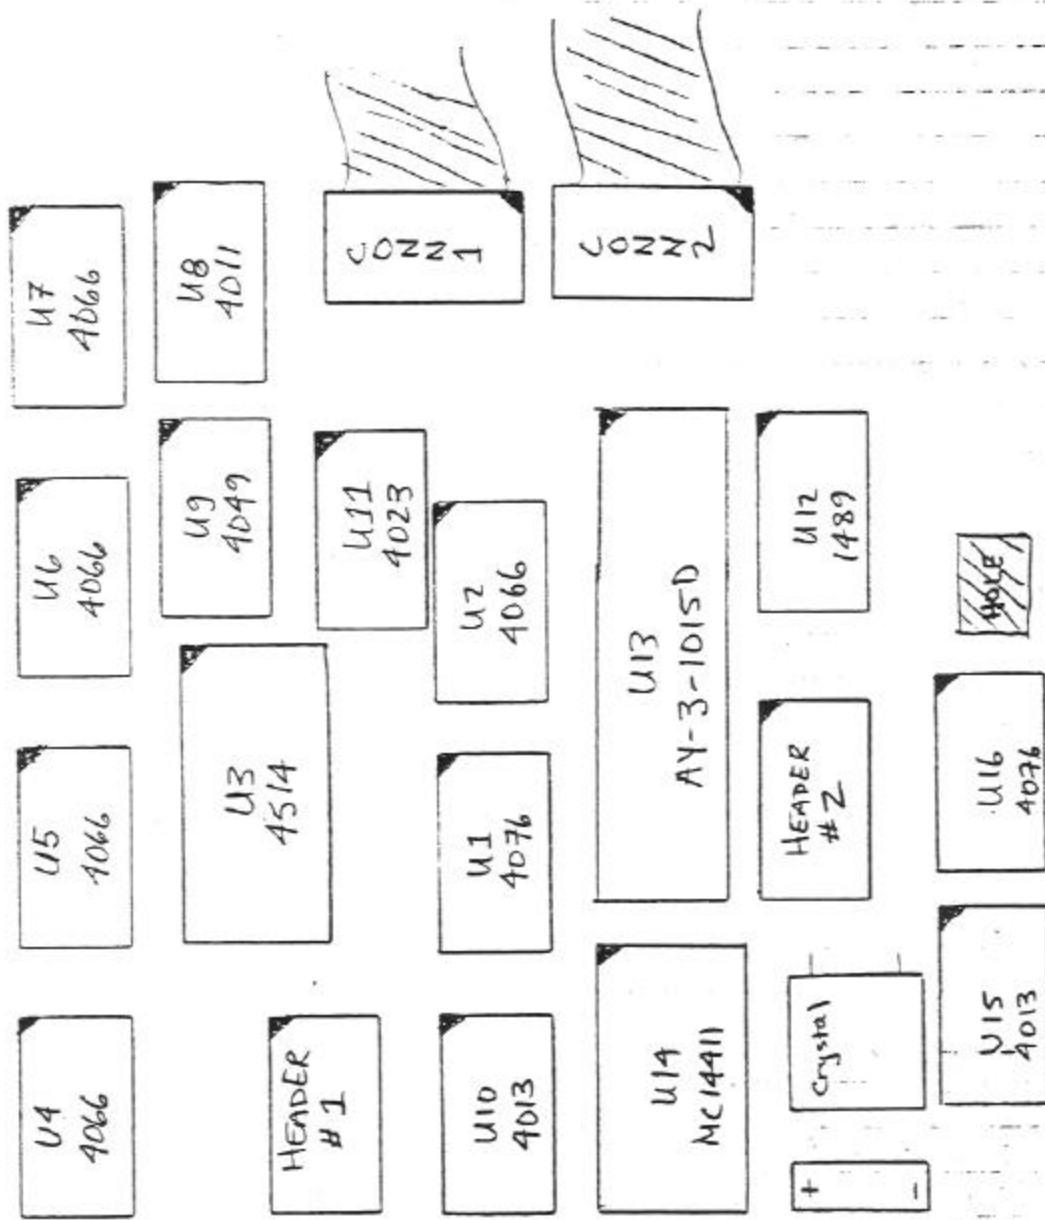 U7
4066
U8
4011
CONN
1
CONN
2
U6
4066
U9
4049
U11
4023
U2
4066
U13
AY-3-1015D
U12
1489
HOLE
U5
4066
U3
4514
U1
4076
HEADER
#2
U16
4076
U4
4066
HEADER
#1
U10
4013
U14
MC14411
Crystal
U15
4013
+
-